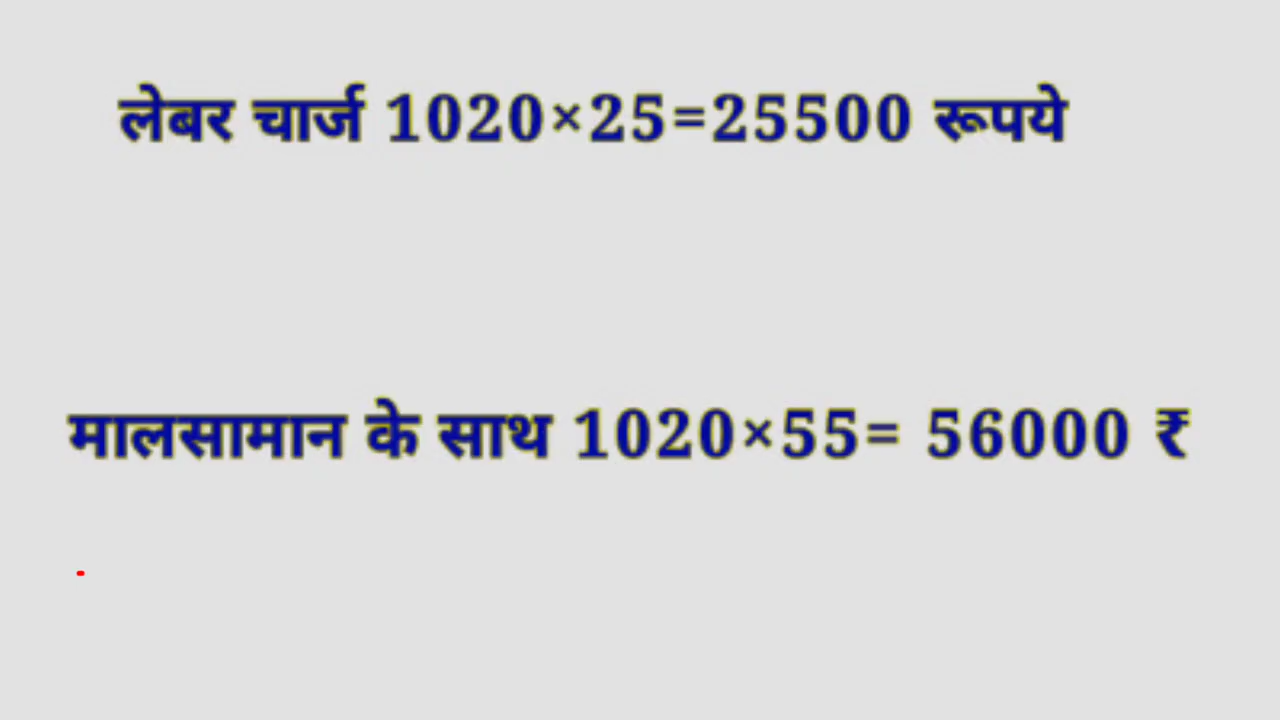 लेबर चार्ज 1020×25=25500 रूपये
मालसामान के साथ 1020×55= 56000 ₹